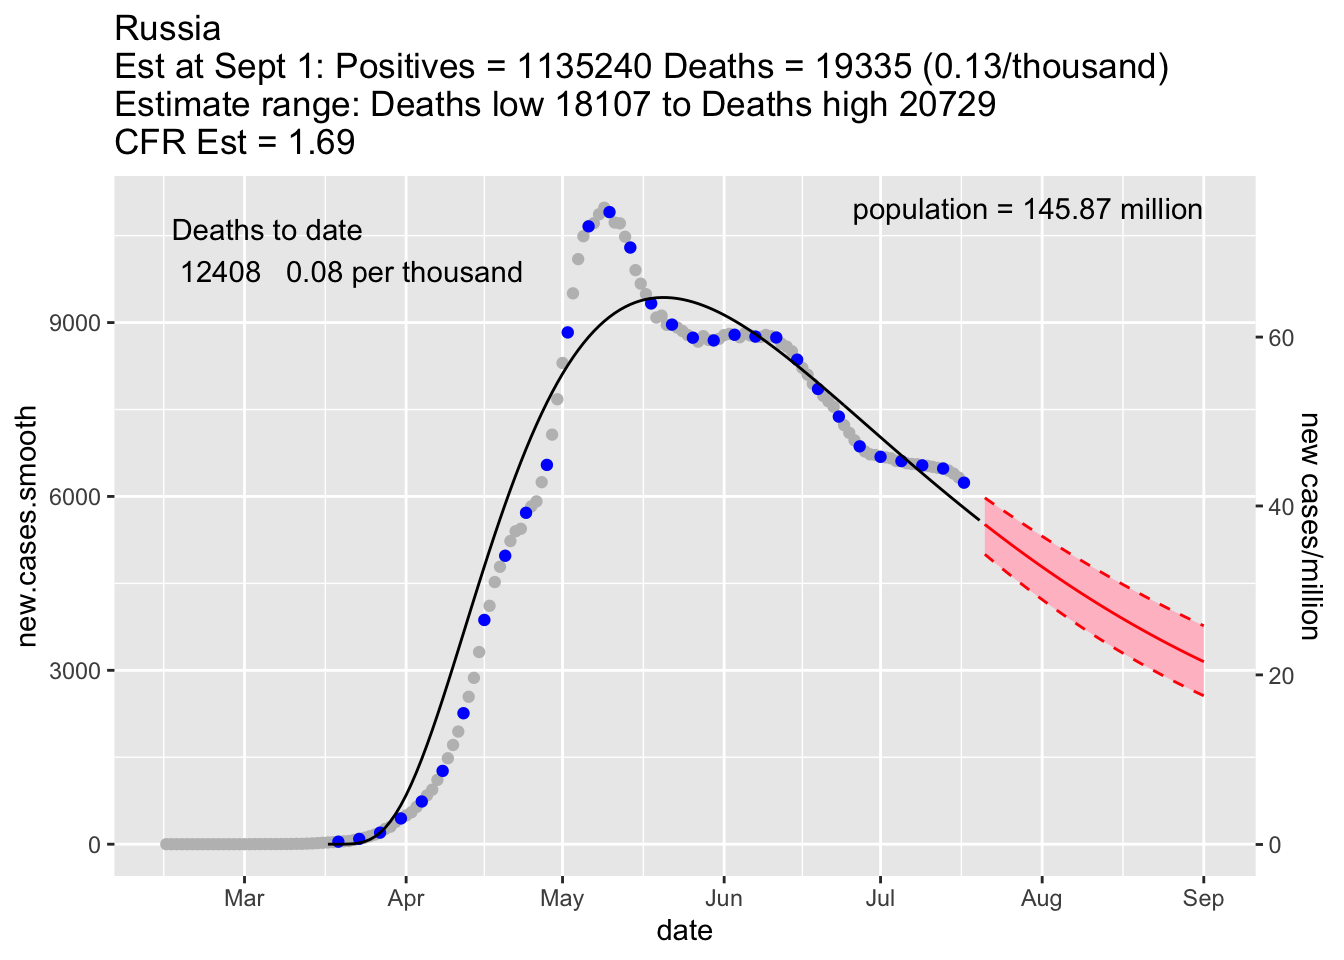 Russia
Est at Sept 1: Positives = 1135240 Deaths = 19335 (0.13/thousand)
Estimate range: Deaths low 18107 to Deaths high 20729
CFR Est = 1.69
Deaths to date
12408 0.08 per thousand
population = 145.87 million
new.cases.smooth
9000
6000
3000
0
60
40
20
0
new cases/million
Mar Apr May Jun Jul Aug Sep
date